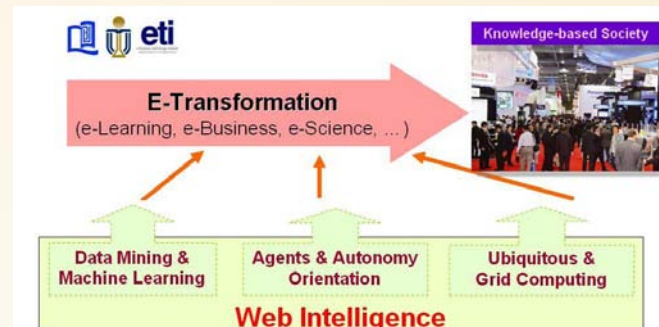 eti
Knowledge-based Society
E-Transformation
(e-Learning, e-Business, e-Science, ... )
Data Mining &
Machine Learning
Agents & Autonomy
Orientation
Ubiquitous &
Grid Computing
Web Intelligence